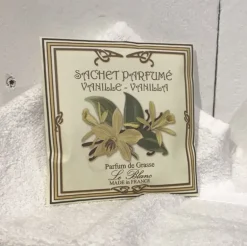 SACHET PARFUMÉ
VANILLE - VANILLA
Parfum de Grasse
Le Blanc
MADE in FRANCE